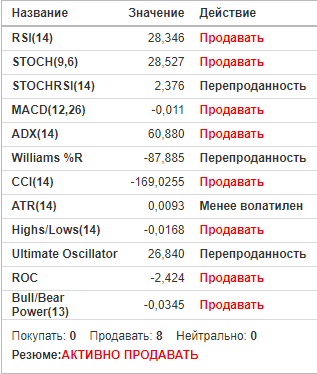 Название Значение Действие
RSI(14) 28,346 Продавать
STOCH(9,6) 28,527 Продавать
STOCHRSI(14) 2,376 Перепроданность
MACD(12,26) -0,011 Продавать
ADX(14) 60,880 Продавать
Williams %R -87,885 Перепроданность
CCI(14) -169,0255 Продавать
ATR(14) 0,0093 Менее волатилен
Highs/Lows(14) -0,0168 Продавать
Ultimate Oscillator 26,840 Перепроданность
ROC -2,424 Продавать
Bull/Bear
Power(13) -0,0345 Продавать
Покупать: 0 Продавать: 8 Нейтрально: 0
Резюме:АКТИВНО ПРОДАВАТЬ